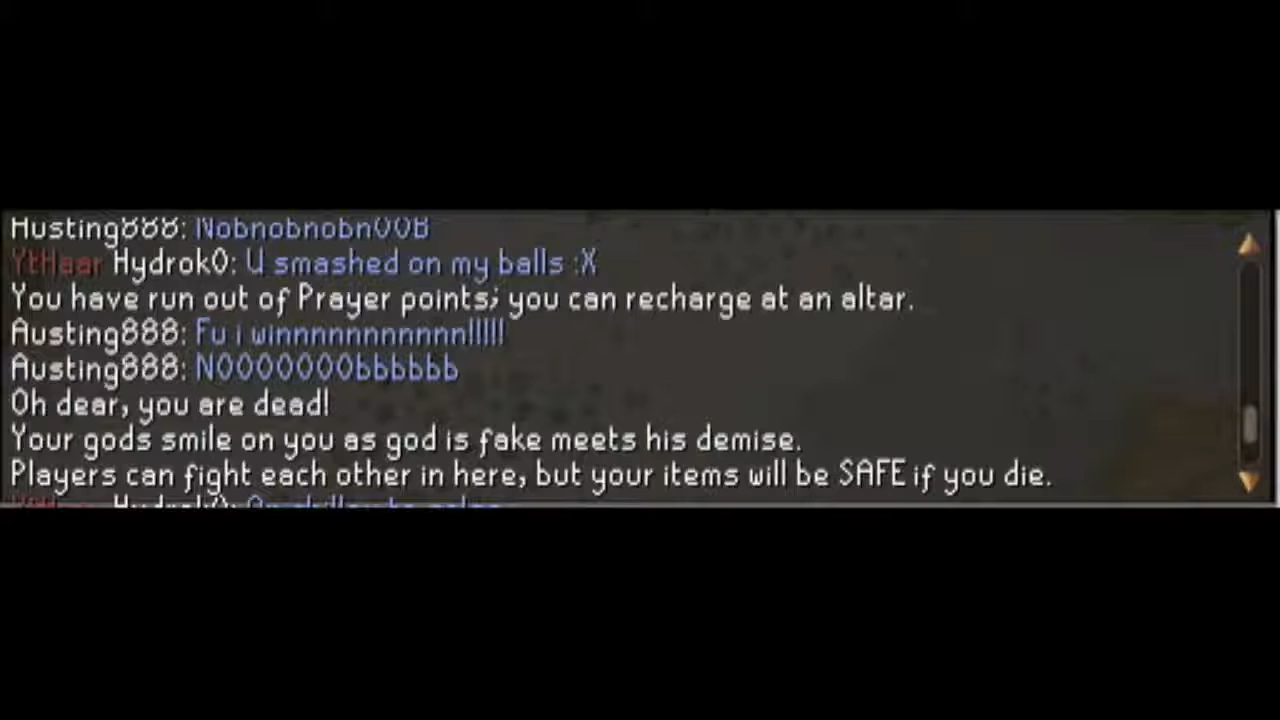 Austing888: Nobnobnobn00B
YtHaar Hydrok0: U smashed on my balls :X
You have run out of Prayer points; you can recharge at an altar.
Austing888: Fu i winnnnnnnnnnnn!!!!!
Austing888: N0000000bbbbbb
Oh dear, you are dead!
Your gods smile on you as god is fake meets his demise.
Players can fight each other in here, but your items will be SAFE if you die.
YtHaar Hydrok0: